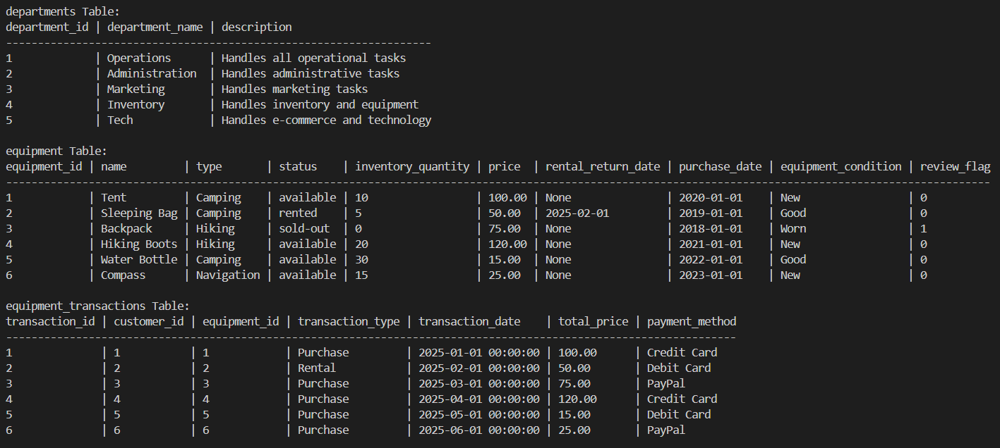 departments Table:
department_id | department_name | description
-------------------------------------------------------------------
1             | Operations      | Handles all operational tasks
2             | Administration  | Handles administrative tasks
3             | Marketing       | Handles marketing tasks
4             | Inventory       | Handles inventory and equipment
5             | Tech            | Handles e-commerce and technology

equipment Table:
equipment_id | name         | type       | status    | inventory_quantity | price  | rental_return_date | purchase_date | equipment_condition | review_flag
-----------------------------------------------------------------------------------------------------------------------------------------------------------
1            | Tent         | Camping    | available | 10                 | 100.00 | None               | 2020-01-01    | New                 | 0
2            | Sleeping Bag | Camping    | rented    | 5                  | 50.00  | 2025-02-01         | 2019-01-01    | Good                | 0
3            | Backpack     | Hiking     | sold-out  | 0                  | 75.00  | None               | 2018-01-01    | Worn                | 1
4            | Hiking Boots | Hiking     | available | 20                 | 120.00 | None               | 2021-01-01    | New                 | 0
5            | Water Bottle | Camping    | available | 30                 | 15.00  | None               | 2022-01-01    | Good                | 0
6            | Compass      | Navigation | available | 15                 | 25.00  | None               | 2023-01-01    | New                 | 0

equipment_transactions Table:
transaction_id | customer_id | equipment_id | transaction_type | transaction_date    | total_price | payment_method
-------------------------------------------------------------------------------------------------------------------
1              | 1           | 1            | Purchase         | 2025-01-01 00:00:00 | 100.00      | Credit Card
2              | 2           | 2            | Rental           | 2025-02-01 00:00:00 | 50.00       | Debit Card
3              | 3           | 3            | Purchase         | 2025-03-01 00:00:00 | 75.00       | PayPal
4              | 4           | 4            | Purchase         | 2025-04-01 00:00:00 | 120.00      | Credit Card
5              | 5           | 5            | Purchase         | 2025-05-01 00:00:00 | 15.00       | Debit Card
6              | 6           | 6            | Purchase         | 2025-06-01 00:00:00 | 25.00       | PayPal